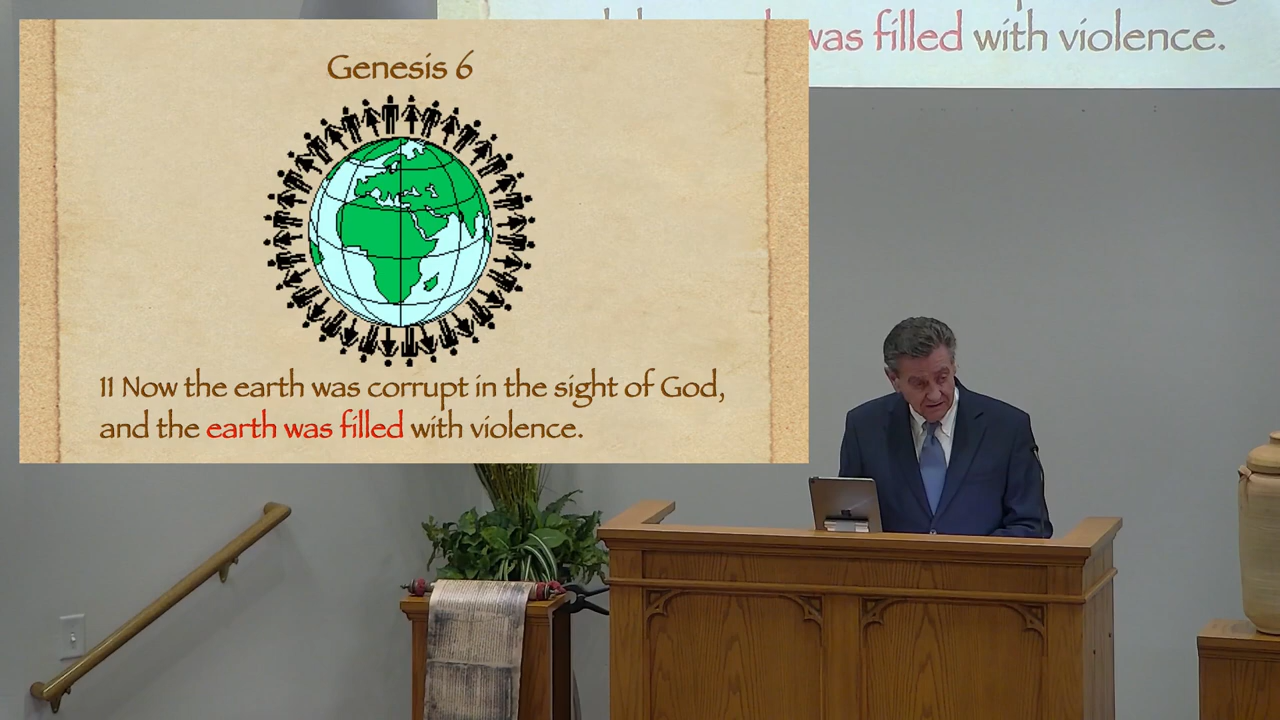 was filled with violence.
Genesis 6
11 Now the earth was corrupt in the sight of God,
and the earth was filled with violence.